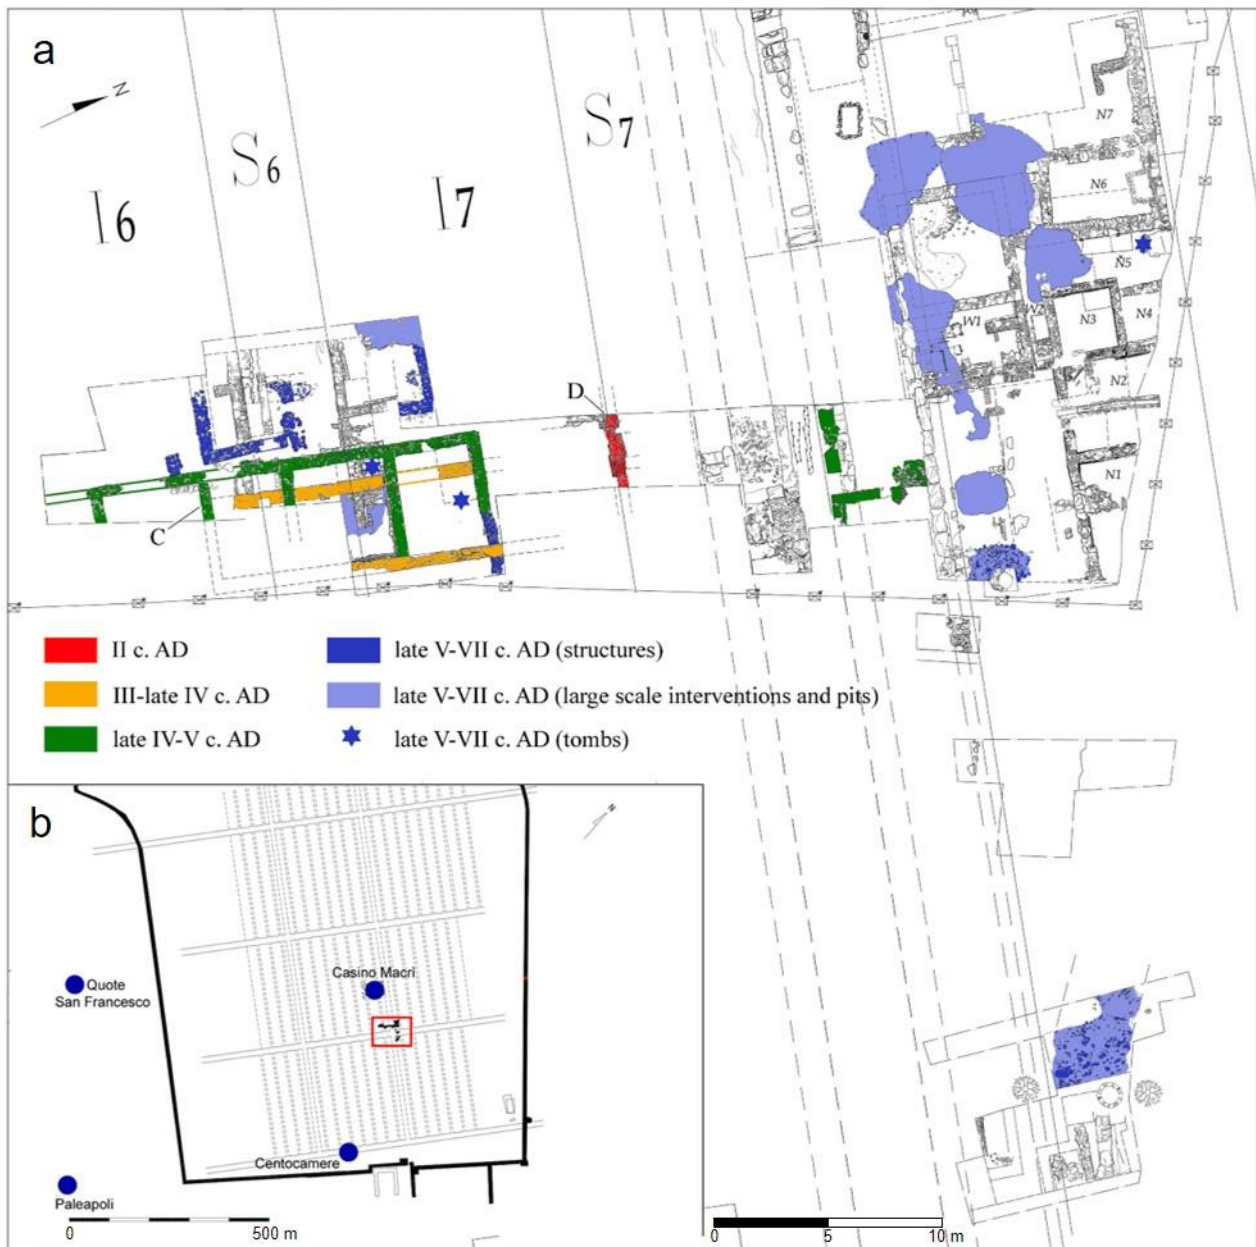 a
N
S6
I6
I7
S7
N7
N6
N5
N4
W1
W2
N3
N2
N1
D
C
II c. AD
III-late IV c. AD
late IV-V c. AD
late V-VII c. AD (structures)
late V-VII c. AD (large scale interventions and pits)
late V-VII c. AD (tombs)
b
N
Casino Macrì
Quote
San Francesco
Centocamere
Paleapoli
0 500 m
0 5 10 m